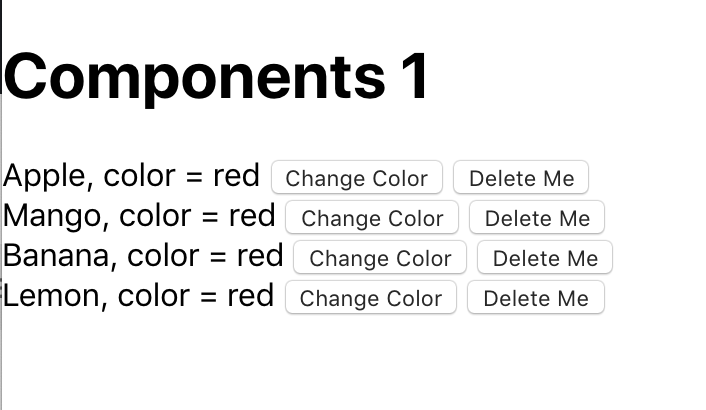 Components 1
Apple, color = red Change Color Delete Me
Mango, color = red Change Color Delete Me
Banana, color = red Change Color Delete Me
Lemon, color = red Change Color Delete Me